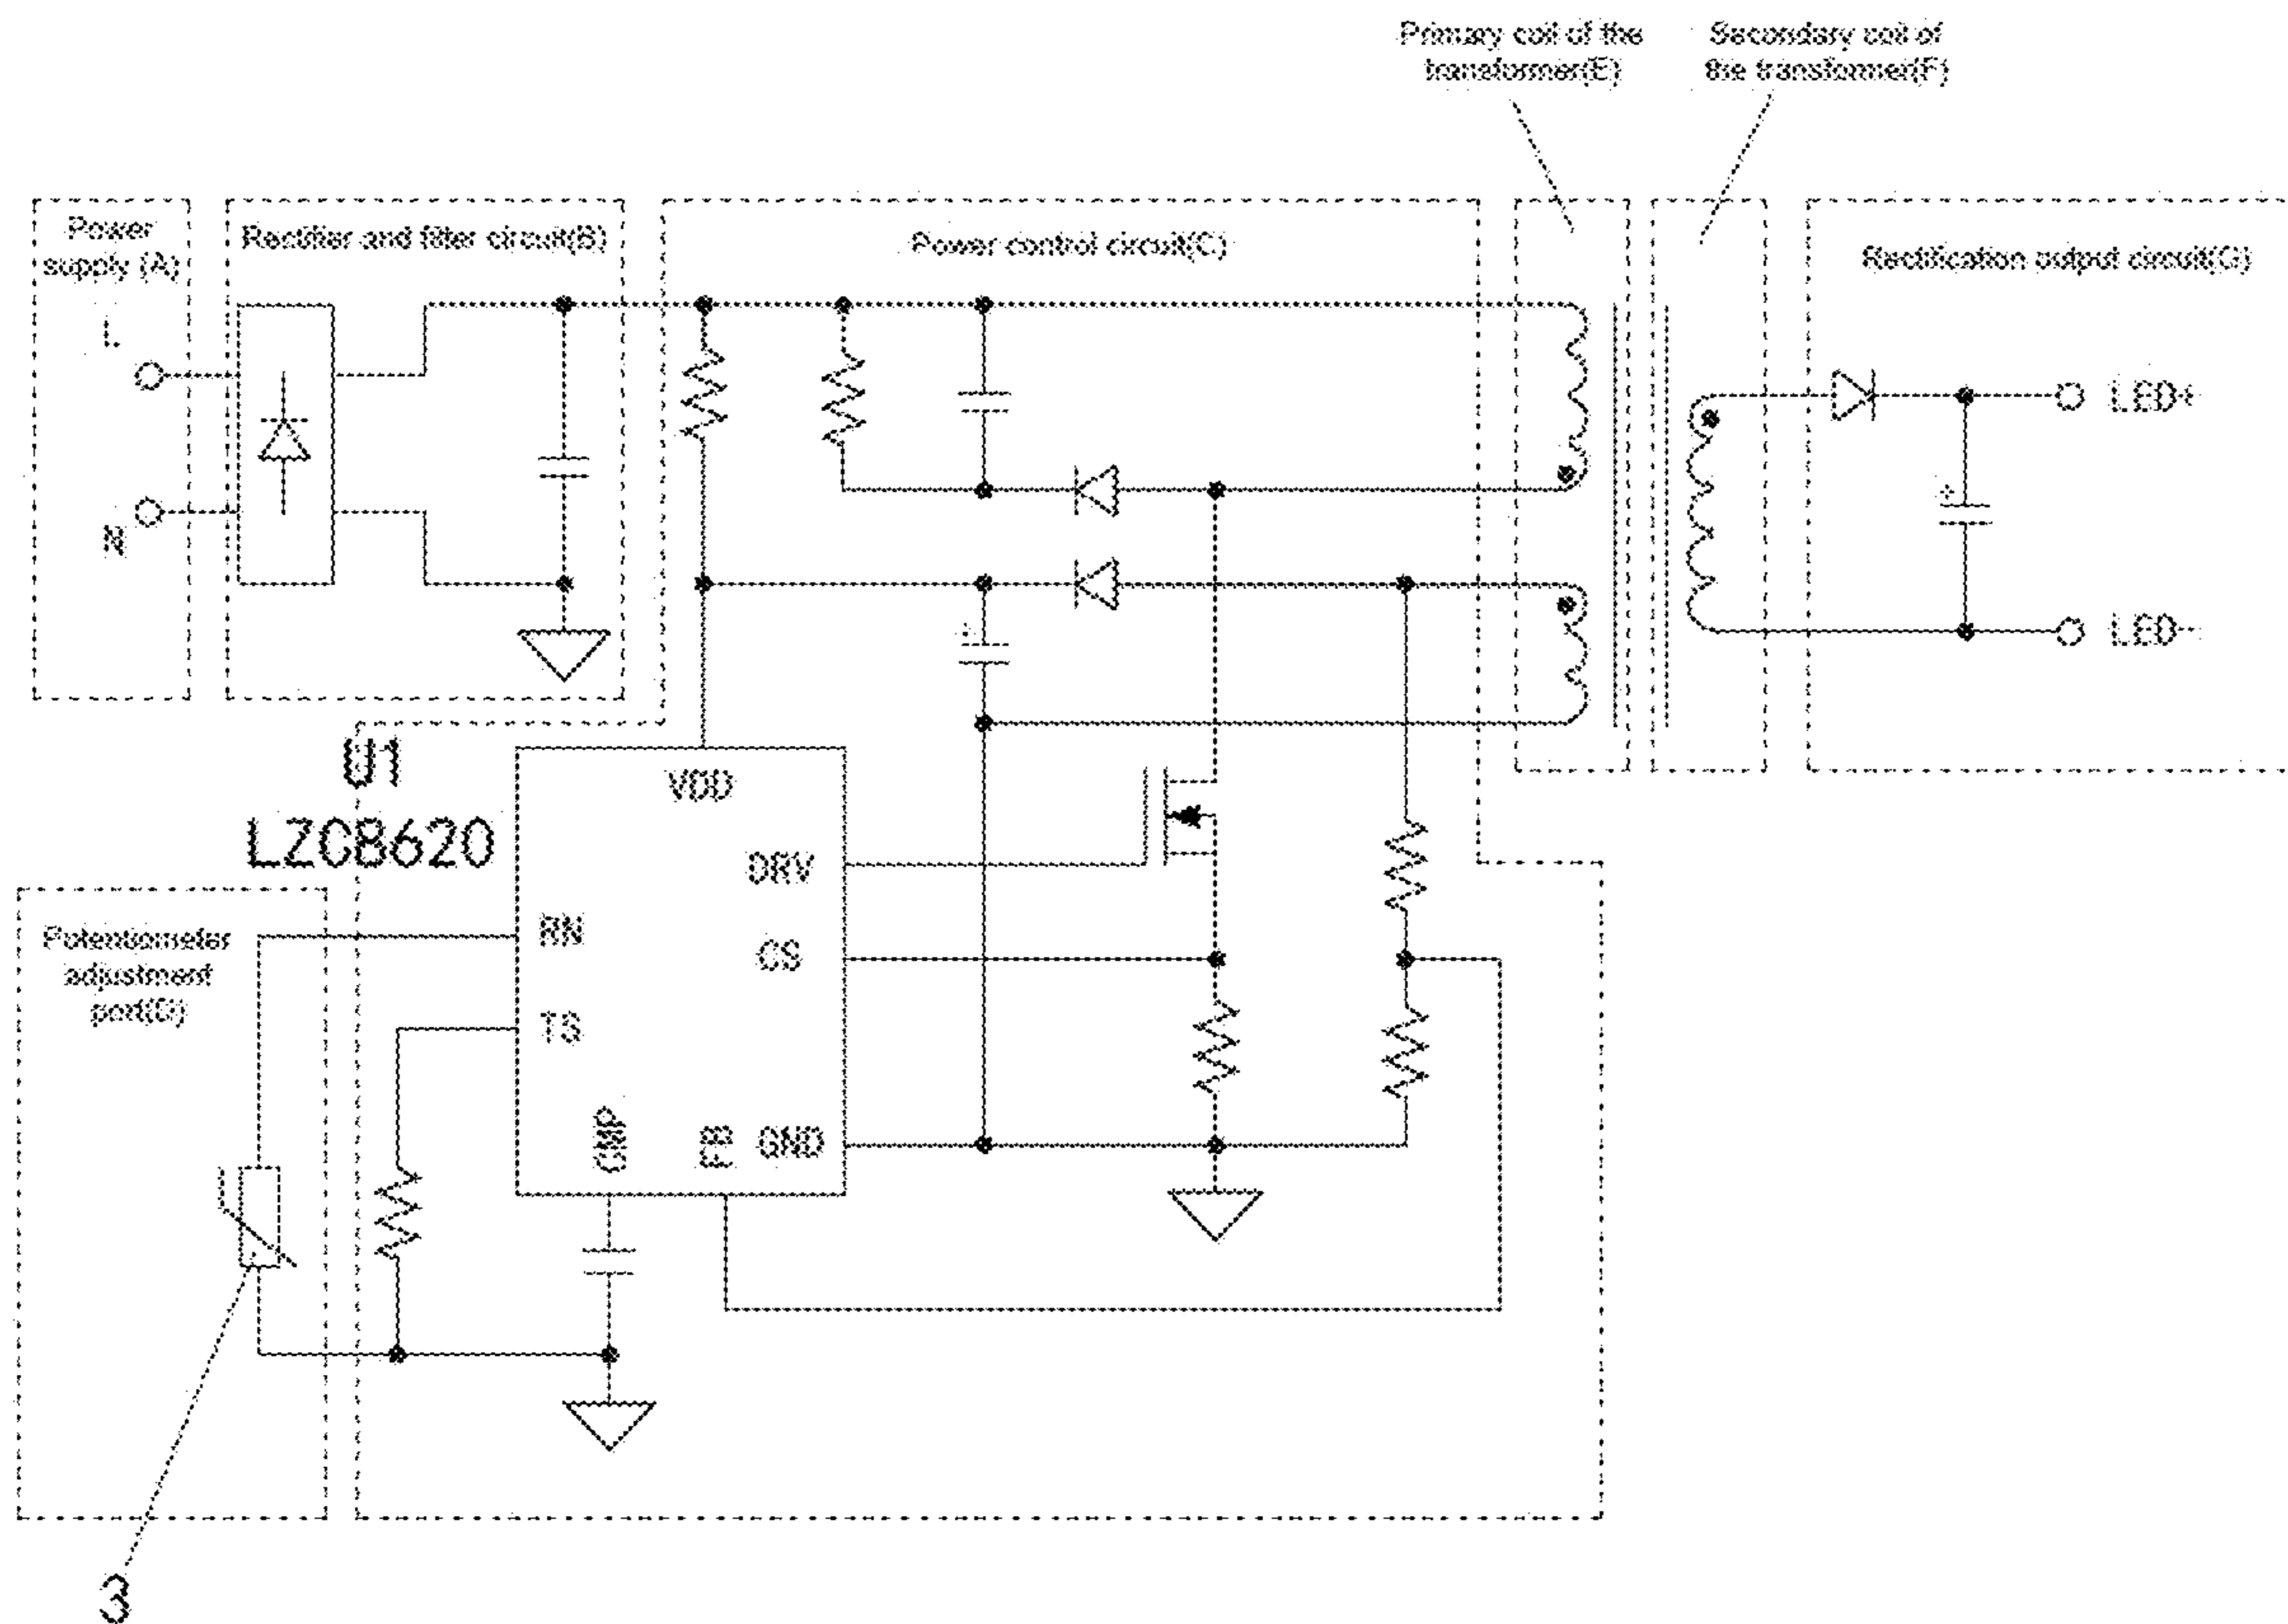 Primary coil of the
transformer(E)
Secondary coil of
the transformer(F)
Power
supply (A)
Rectifier and filter circuit(B)
Power control circuit(C)
Rectification output circuit(G)
L
N
LED+
LED-
U1
LZC8620
VDD
DRV
RN
CS
TS
CMP
FB
GND
Potentiometer
adjustment
port(D)
3